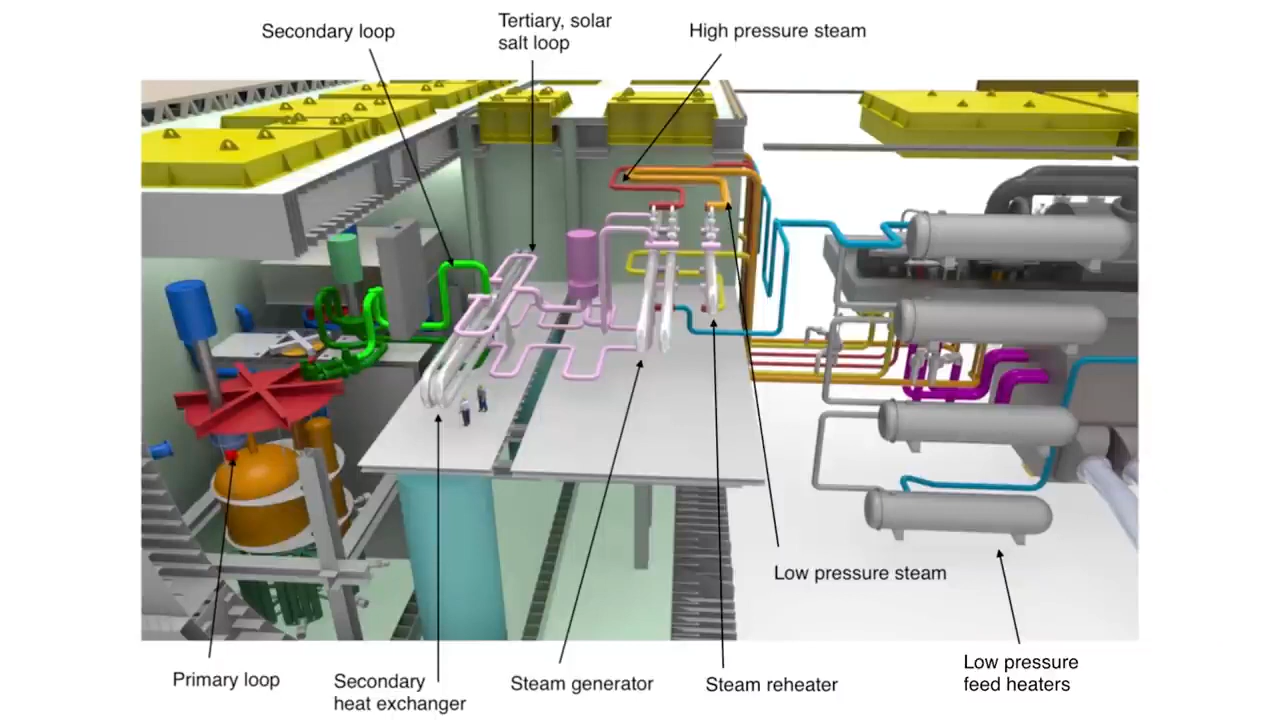 Secondary loop
Tertiary, solar
salt loop
High pressure steam
Low pressure steam
Primary loop
Secondary
heat exchanger
Steam generator
Steam reheater
Low pressure
feed heaters